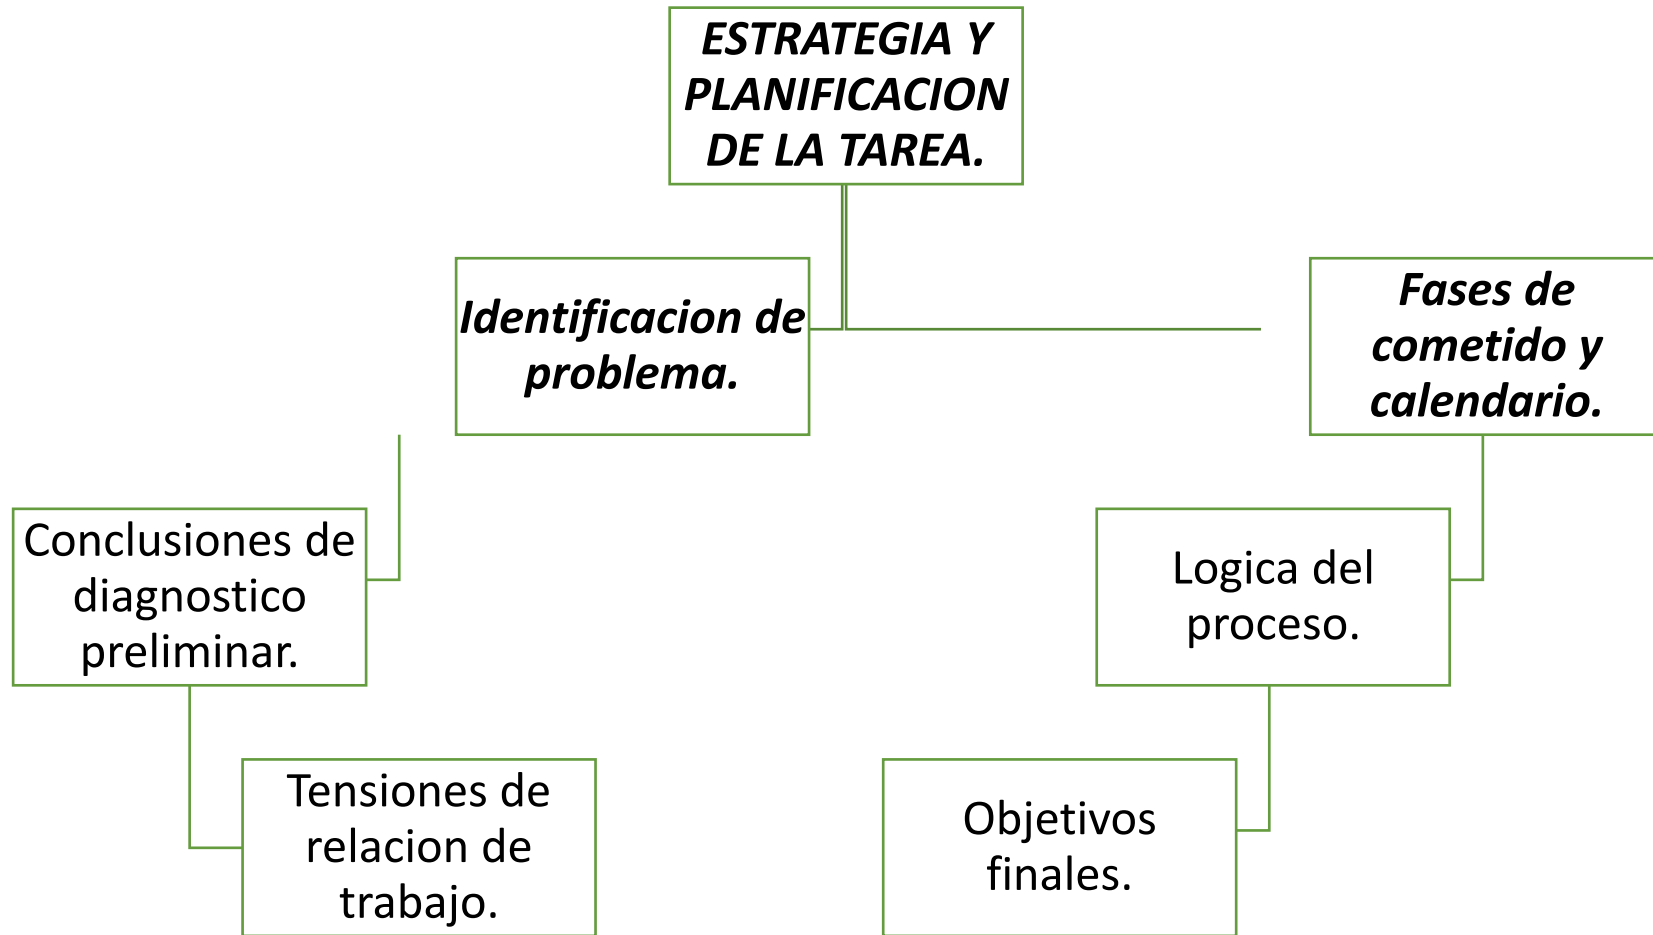 ESTRATEGIA Y
PLANIFICACION
DE LA TAREA.
Identificacion de
problema.
Fases de
cometido y
calendario.
Conclusiones de
diagnostico
preliminar.
Logica del
proceso.
Tensiones de
relacion de
trabajo.
Objetivos
finales.